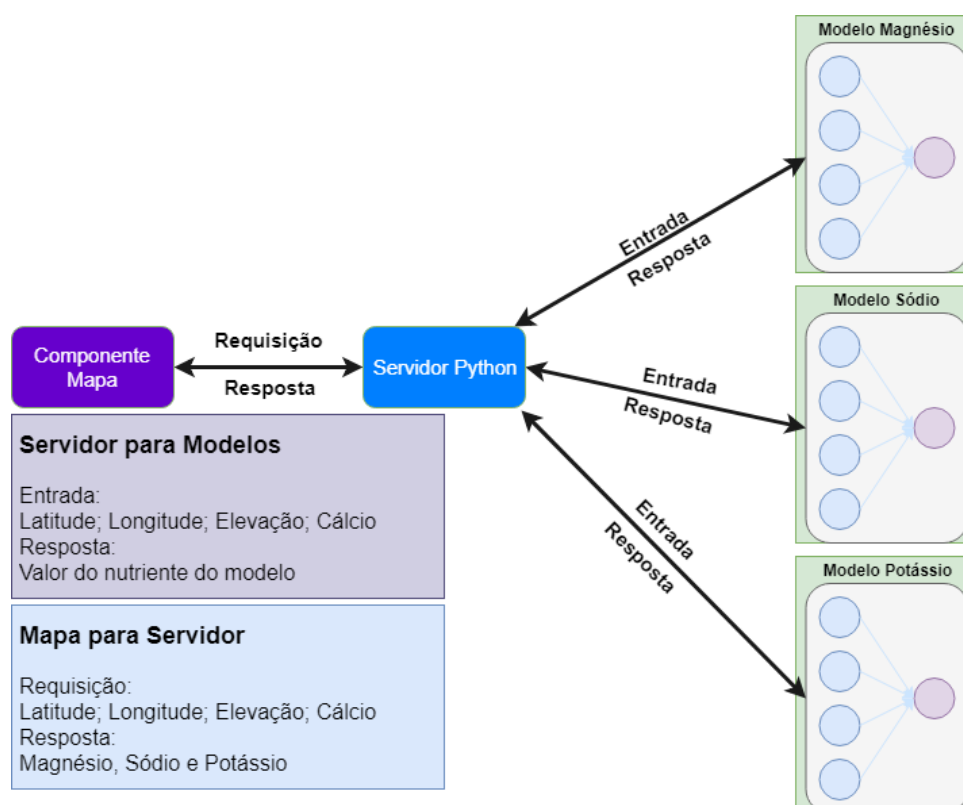 Modelo Magnésio
Entrada
Resposta
Modelo Sódio
Componente
Mapa
Requisição
Resposta
Servidor Python
Entrada
Resposta
Servidor para Modelos
Entrada:
Latitude; Longitude; Elevação; Cálcio
Resposta:
Valor do nutriente do modelo
Entrada
Resposta
Modelo Potássio
Mapa para Servidor
Requisição:
Latitude; Longitude; Elevação; Cálcio
Resposta:
Magnésio, Sódio e Potássio